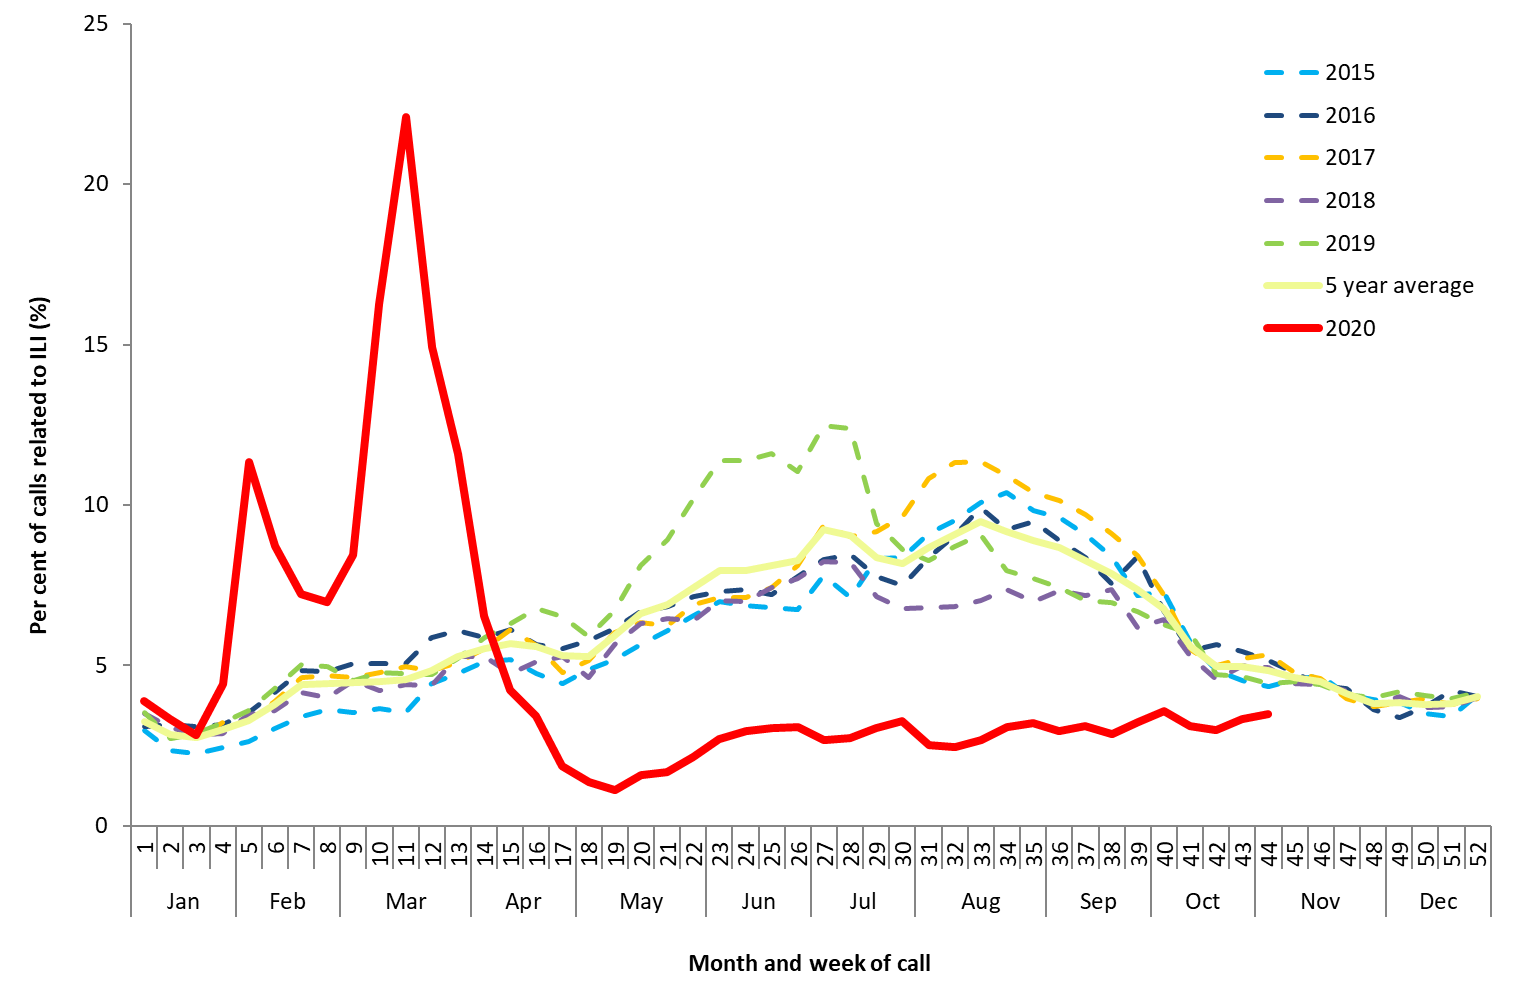 25
20
15
10
5
0
Per cent of calls related to ILI (%)
2015
2016
2017
2018
2019
5 year average
2020
1 2 3 4 5 6 7 8 9 10 11 12 13 14 15 16 17 18 19 20 21 22 23 24 25 26 27 28 29 30 31 32 33 34 35 36 37 38 39 40 41 42 43 44 45 46 47 48 49 50 51 52
Jan Feb Mar Apr May Jun Jul Aug Sep Oct Nov Dec
Month and week of call